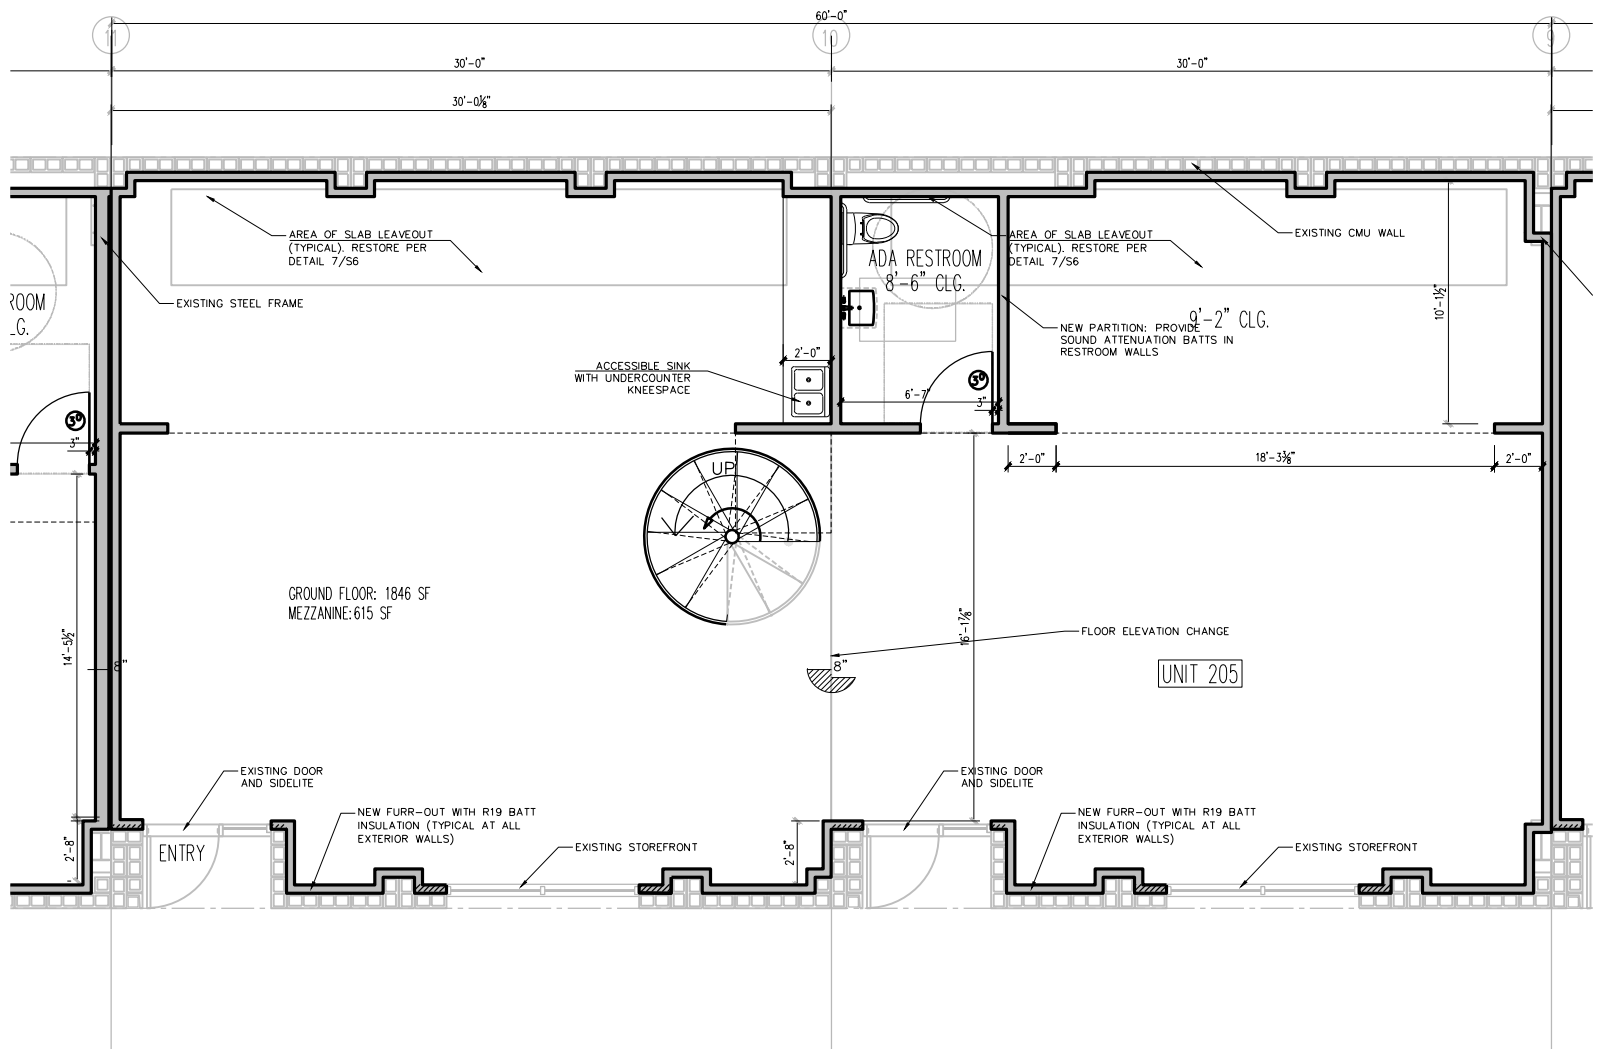 60'-0"
11
10
9
30'-0"
30'-0"
30'-0⅛"
AREA OF SLAB LEAVEOUT
(TYPICAL). RESTORE PER
DETAIL 7/S6
AREA OF SLAB LEAVEOUT
(TYPICAL). RESTORE PER
DETAIL 7/S6
EXISTING CMU WALL
ADA RESTROOM
8'-6" CLG.
EXISTING STEEL FRAME
ROOM
LG.
9'-2" CLG.
10'-1½"
NEW PARTITION: PROVIDE
SOUND ATTENUATION BATTS IN
RESTROOM WALLS
2'-0"
ACCESSIBLE SINK
WITH UNDERCOUNTER
KNEESPACE
3⁰
6'-7"
3"
3⁰
3"
2'-0"
18'-3⅜"
2'-0"
UP
GROUND FLOOR: 1846 SF
MEZZANINE: 615 SF
16'-1⅞"
FLOOR ELEVATION CHANGE
14'-5½"
8"
8"
UNIT 205
EXISTING DOOR
AND SIDELITE
EXISTING DOOR
AND SIDELITE
NEW FURR-OUT WITH R19 BATT
INSULATION (TYPICAL AT ALL
EXTERIOR WALLS)
NEW FURR-OUT WITH R19 BATT
INSULATION (TYPICAL AT ALL
EXTERIOR WALLS)
2'-8"
ENTRY
EXISTING STOREFRONT
2'-8"
EXISTING STOREFRONT